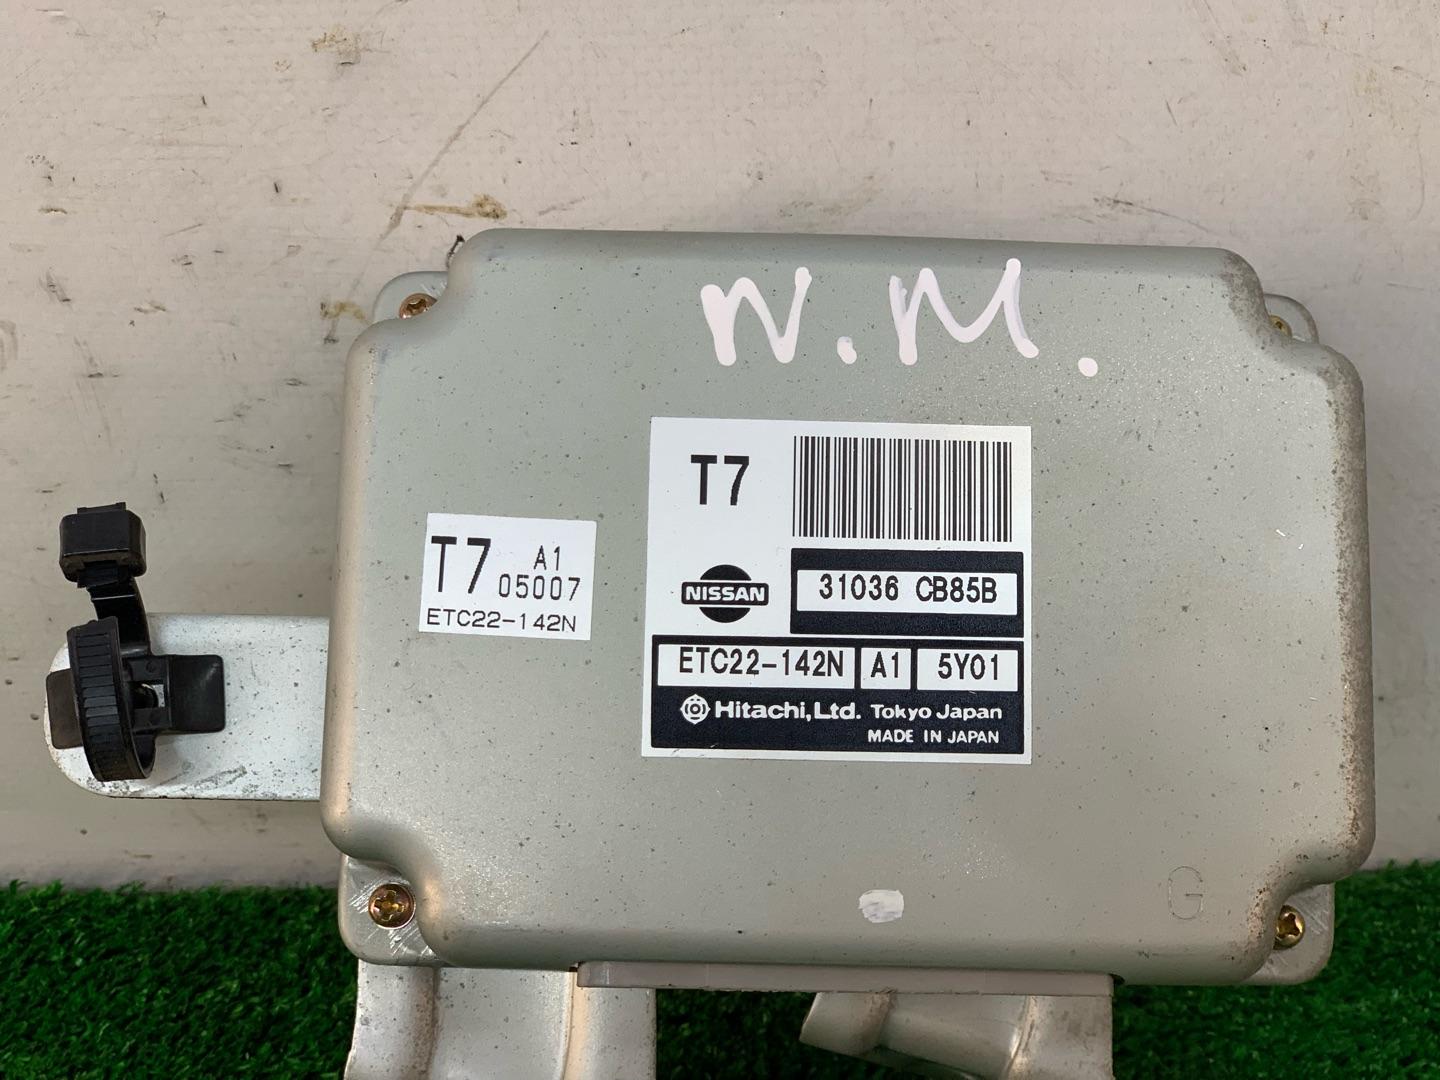 N.M.
T7
NISSAN
31036 CB85B
ETC22-142N A1 5Y01
Hitachi, Ltd. Tokyo Japan
MADE IN JAPAN
T7 A1
05007
ETC22-142N
G